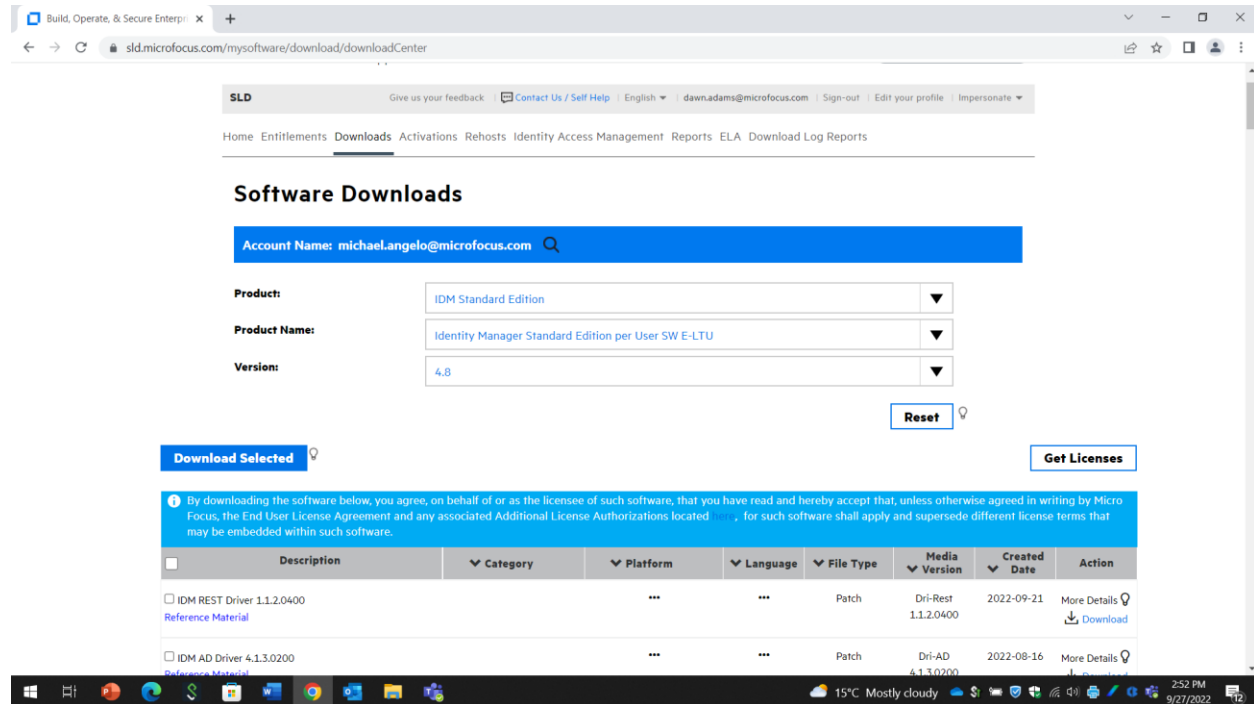 Build, Operate, & Secure Enterpri
sld.microfocus.com/mysoftware/download/downloadCenter
SLD
Give us your feedback
Contact Us / Self Help
English
dawn.adams@microfocus.com
Sign-out
Edit your profile
Impersonate
Home Entitlements Downloads Activations Rehosts Identity Access Management Reports ELA Download Log Reports
Software Downloads
Account Name: michael.angelo@microfocus.com
Product:
IDM Standard Edition
Product Name:
Identity Manager Standard Edition per User SW E-LTU
Version:
4.8
Reset
Download Selected
Get Licenses
By downloading the software below, you agree, on behalf of or as the licensee of such software, that you have read and hereby accept that, unless otherwise agreed in writing by Micro
Focus, the End User License Agreement and any associated Additional License Authorizations located here, for such software shall apply and supersede different license terms that
may be embedded within such software.
Description
Category
Platform
Language
File Type
Media
Version
Created
Date
Action
IDM REST Driver 1.1.2.0400
Reference Material
•••
•••
Patch
Dri-Rest
1.1.2.0400
2022-09-21
More Details
Download
IDM AD Driver 4.1.3.0200
Reference Material
•••
•••
Patch
Dri-AD
4.1.3.0200
2022-08-16
More Details
Download
15°C Mostly cloudy
2:52 PM
9/27/2022
12